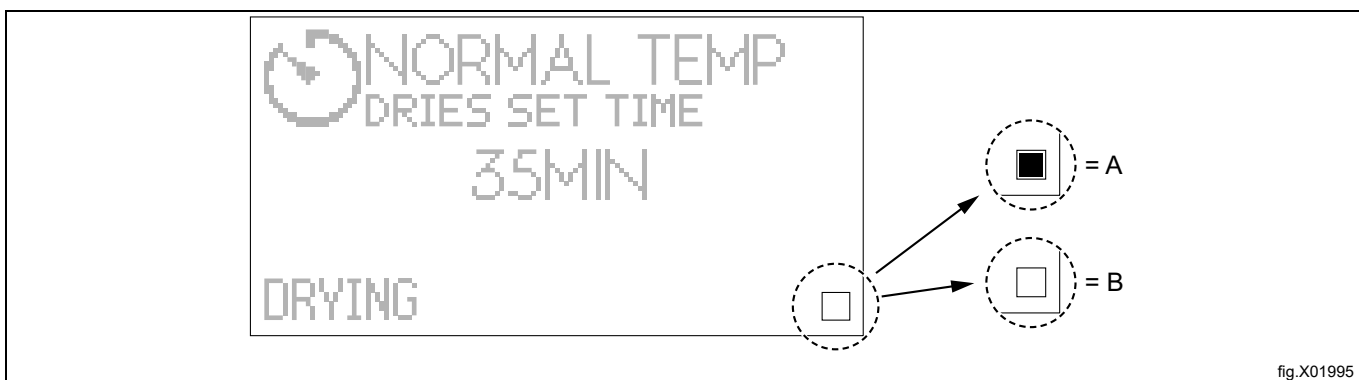 NORMAL TEMP
DRIES SET TIME
35MIN
DRYING
= A
= B
fig.X01995